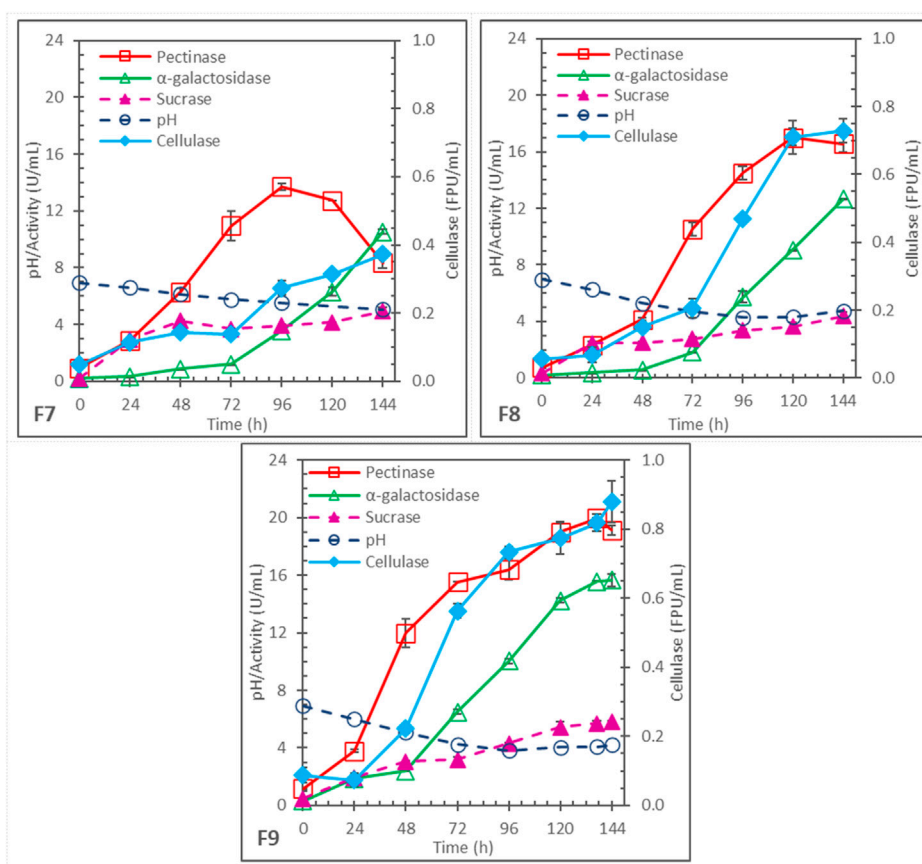 24
20
16
12
8
4
0
pH/Activity (U/mL)
Pectinase
α-galactosidase
Sucrase
pH
Cellulase
1.0
0.8
0.6
0.4
0.2
0.0
Cellulase (FPU/mL)
0 24 48 72 96 120 144
Time (h)
F7
24
20
16
12
8
4
0
pH/Activity (U/mL)
Pectinase
α-galactosidase
Sucrase
pH
Cellulase
1.0
0.8
0.6
0.4
0.2
0.0
Cellulase (FPU/mL)
0 24 48 72 96 120 144
Time (h)
F8
24
20
16
12
8
4
0
pH/Activity (U/mL)
Pectinase
α-galactosidase
Sucrase
pH
Cellulase
1.0
0.8
0.6
0.4
0.2
0.0
Cellulase (FPU/mL)
0 24 48 72 96 120 144
Time (h)
F9